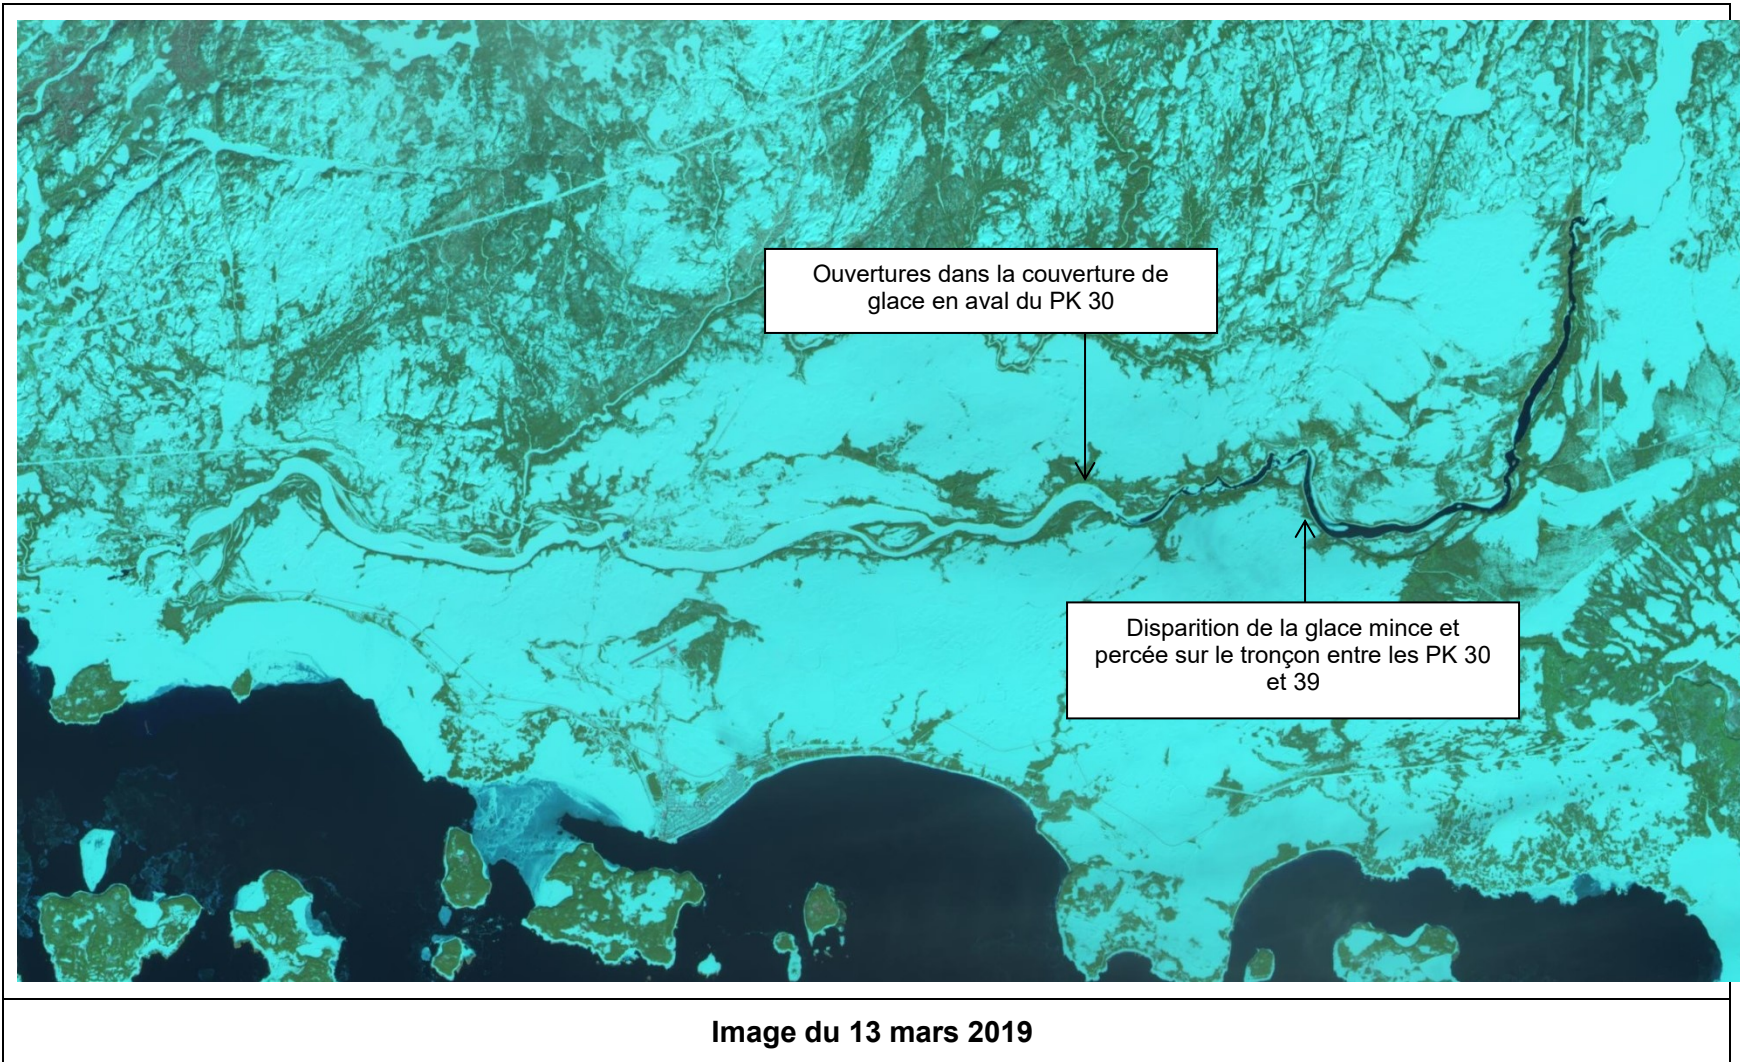 Ouvertures dans la couverture de
glace en aval du PK 30
Disparition de la glace mince et
percée sur le tronçon entre les PK 30
et 39
Image du 13 mars 2019